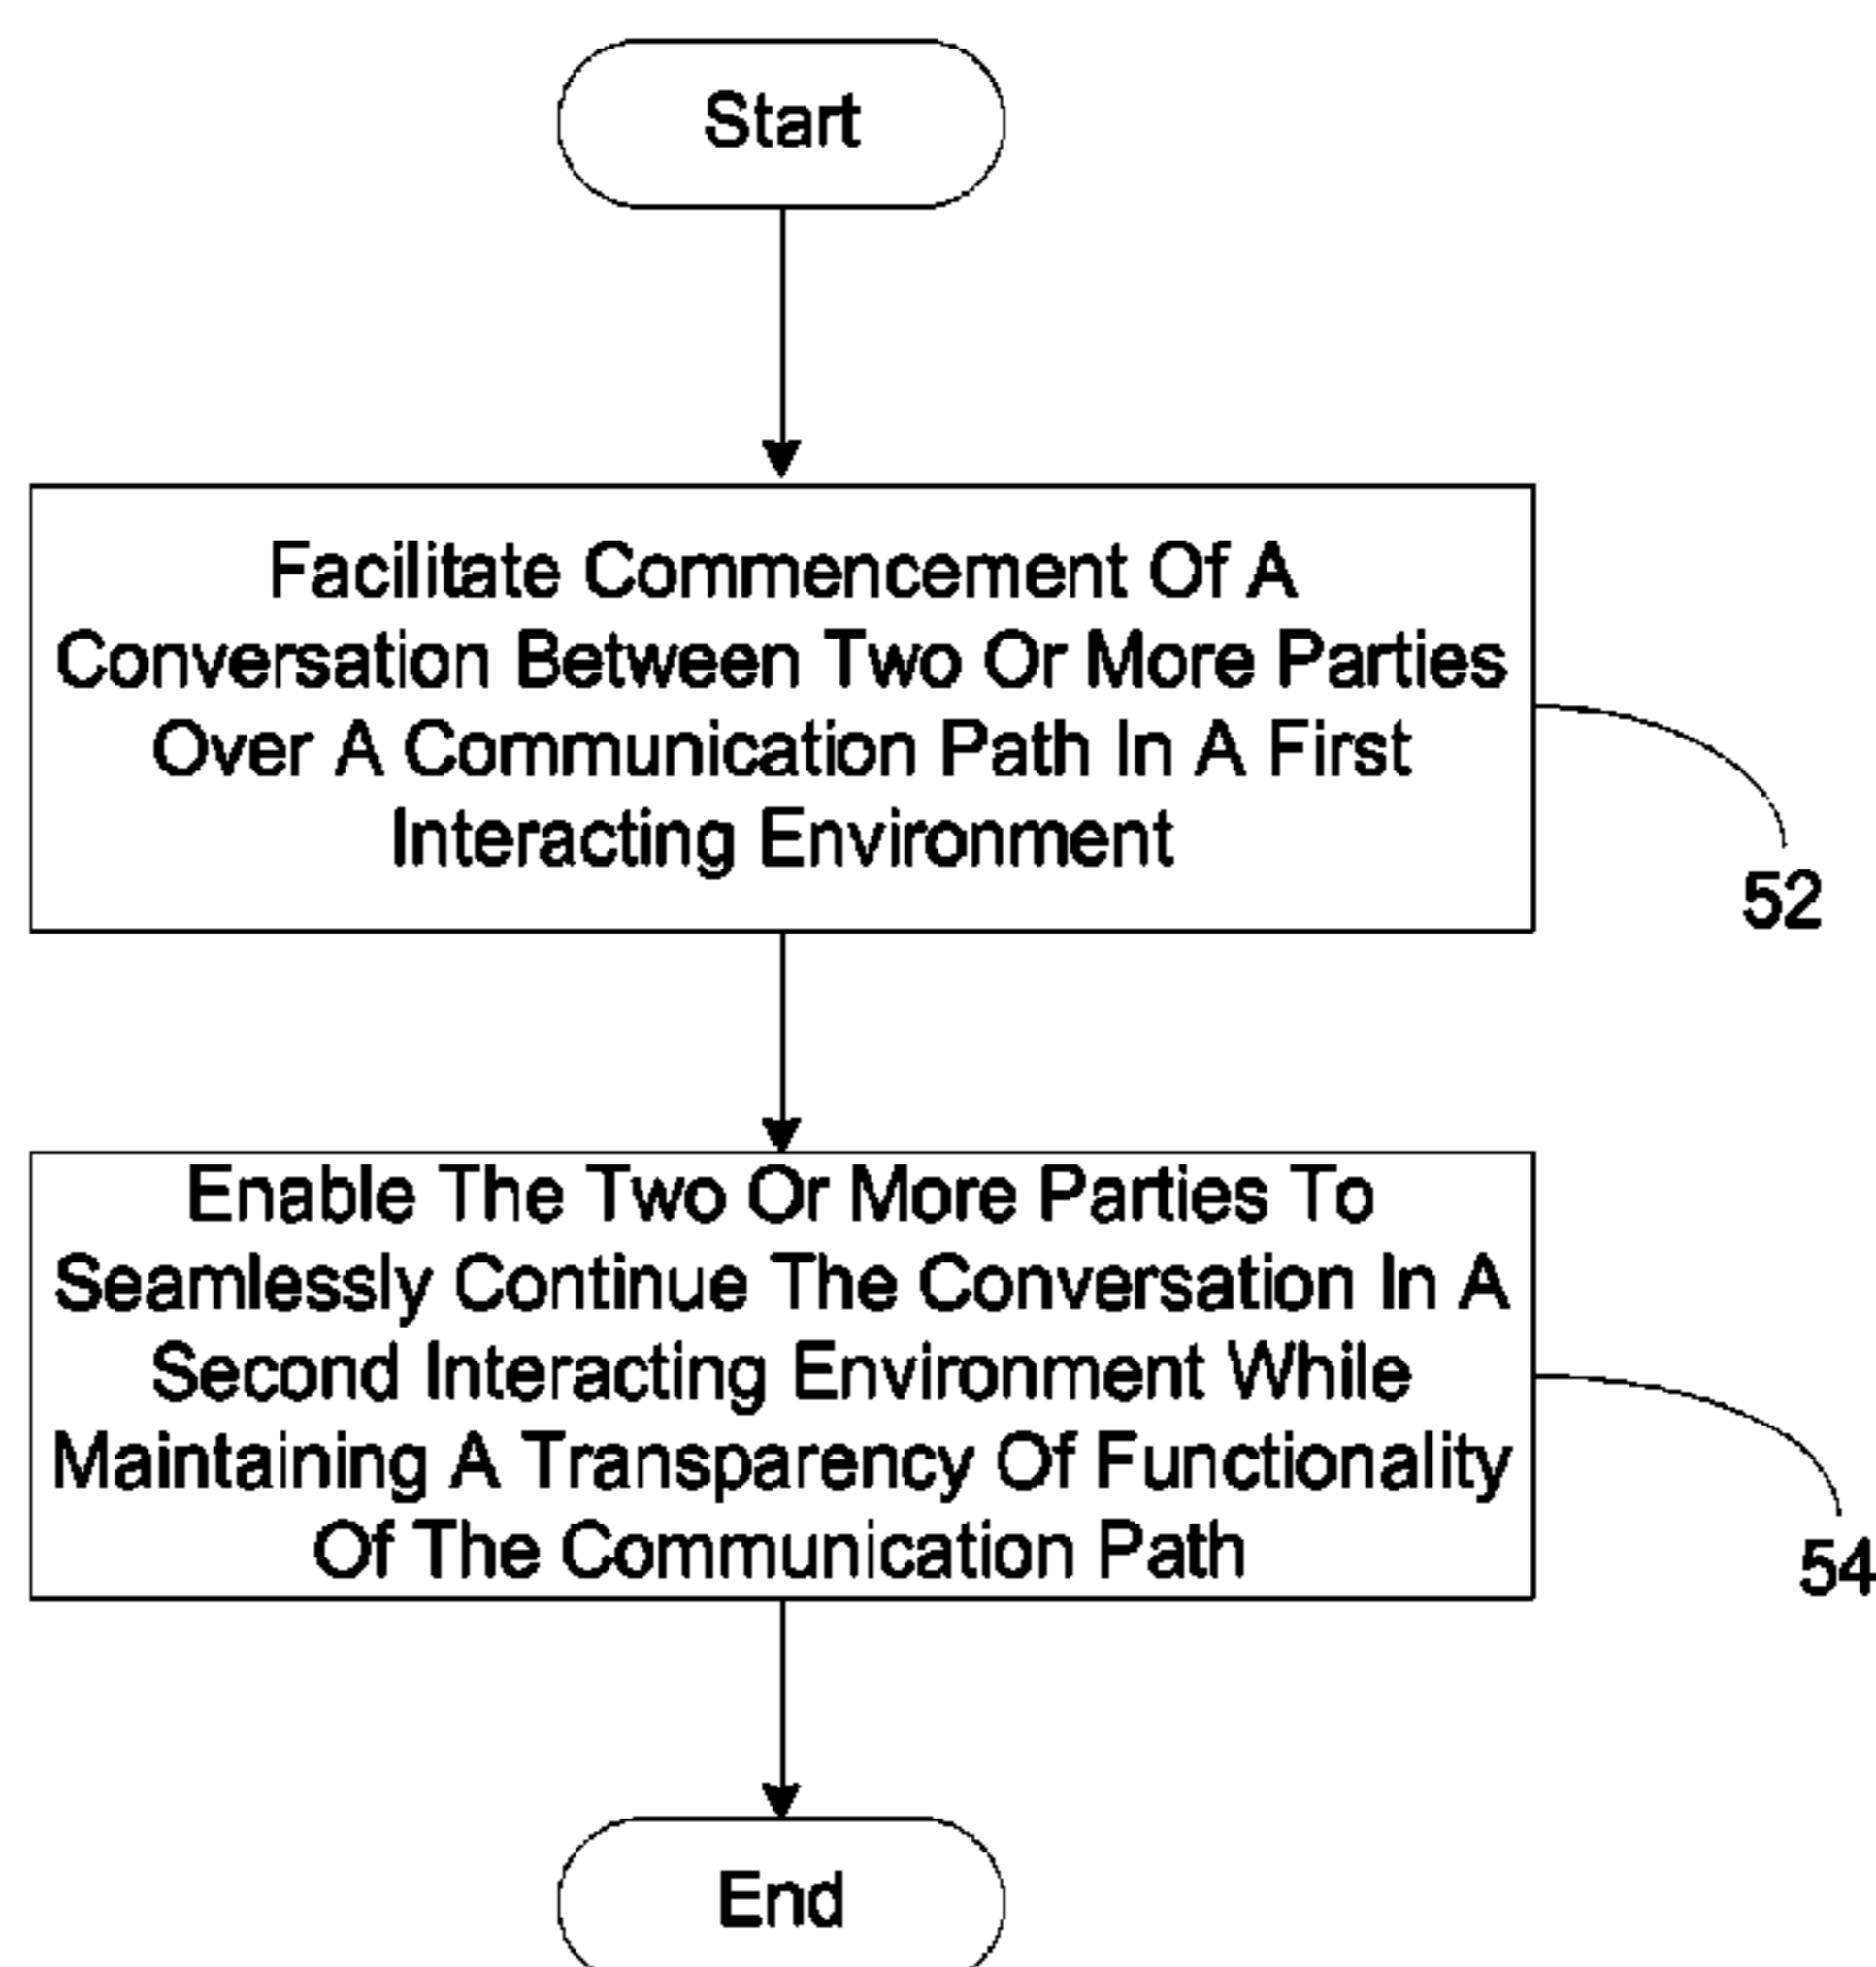 Start
Facilitate Commencement Of A
Conversation Between Two Or More Parties
Over A Communication Path In A First
Interacting Environment
52
Enable The Two Or More Parties To
Seamlessly Continue The Conversation In A
Second Interacting Environment While
Maintaining A Transparency Of Functionality
Of The Communication Path
54
End